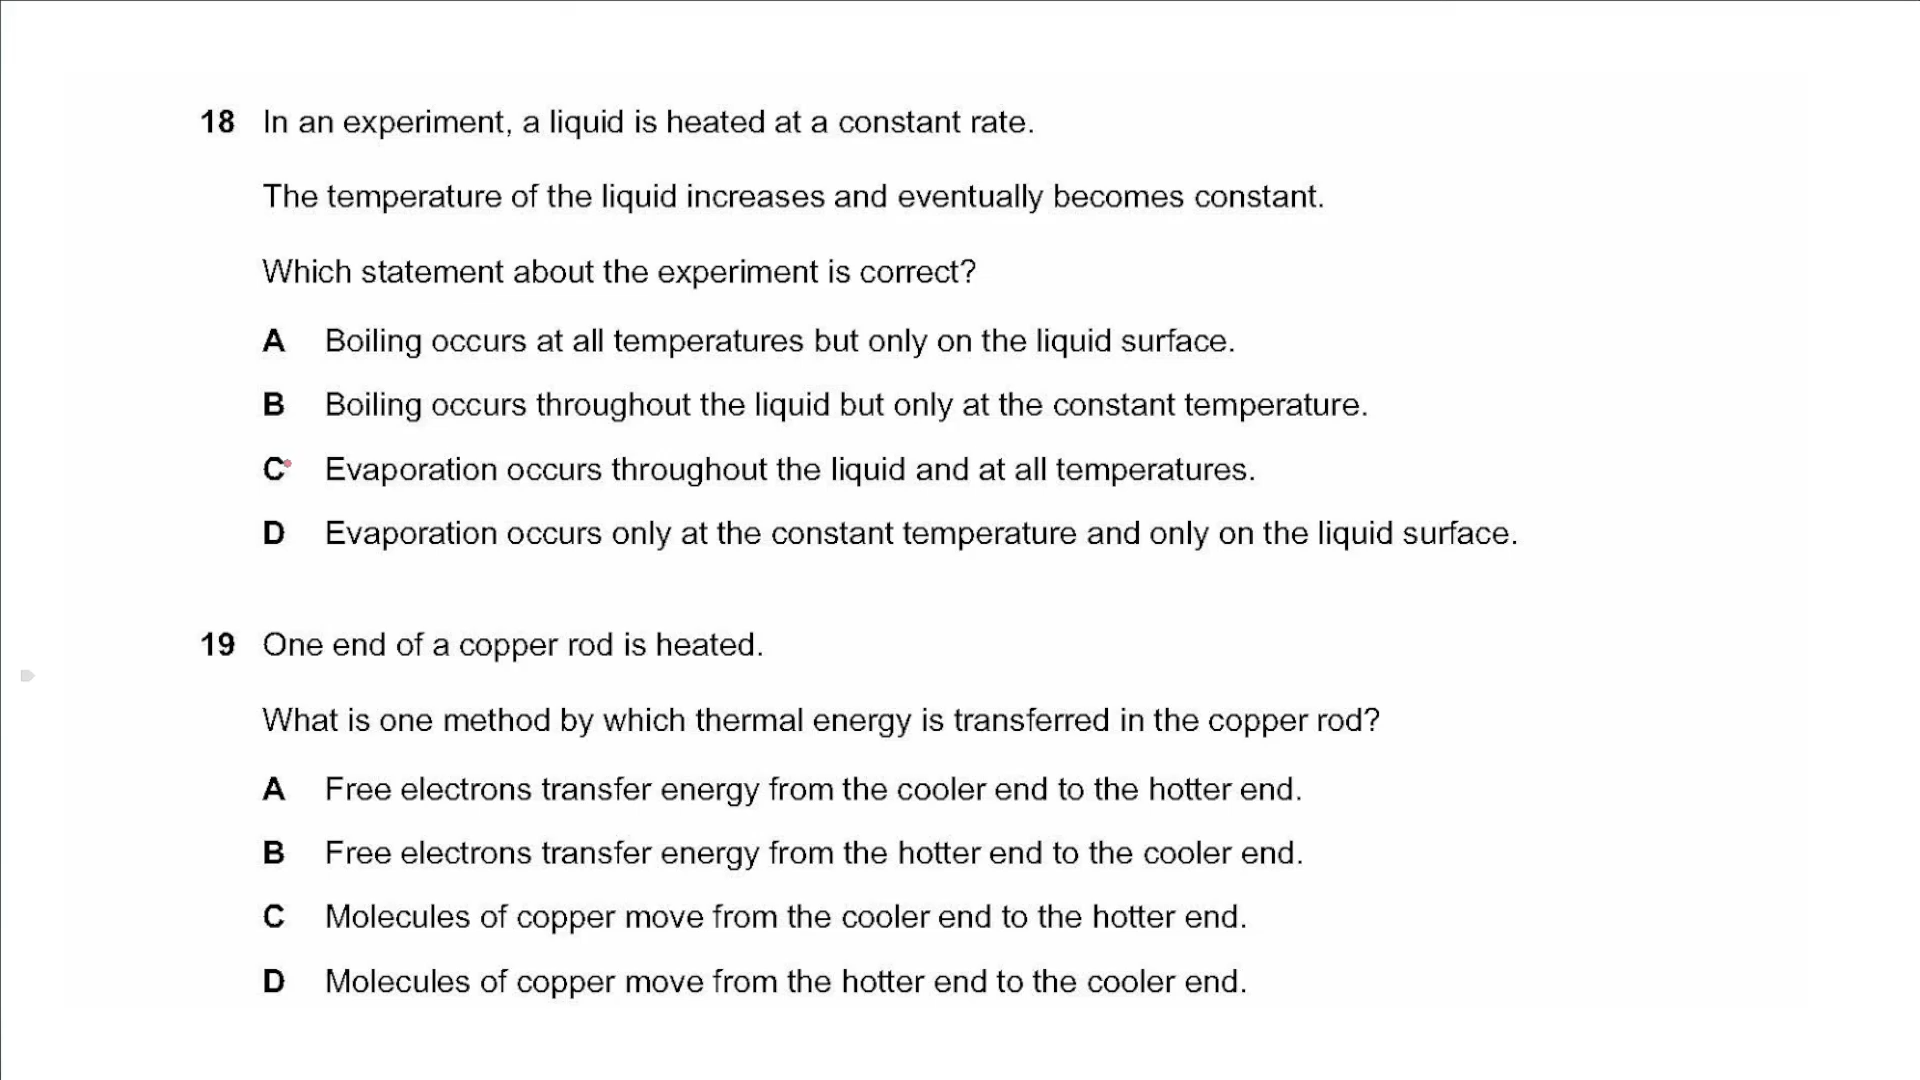 18 In an experiment, a liquid is heated at a constant rate.
The temperature of the liquid increases and eventually becomes constant.
Which statement about the experiment is correct?
A Boiling occurs at all temperatures but only on the liquid surface.
B Boiling occurs throughout the liquid but only at the constant temperature.
C Evaporation occurs throughout the liquid and at all temperatures.
D Evaporation occurs only at the constant temperature and only on the liquid surface.
19 One end of a copper rod is heated.
What is one method by which thermal energy is transferred in the copper rod?
A Free electrons transfer energy from the cooler end to the hotter end.
B Free electrons transfer energy from the hotter end to the cooler end.
C Molecules of copper move from the cooler end to the hotter end.
D Molecules of copper move from the hotter end to the cooler end.